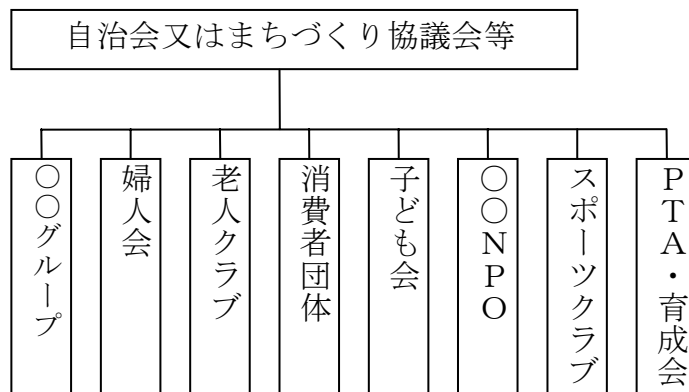 自治会又はまちづくり協議会等
○○グループ
婦人会
老人クラブ
消費者団体
子ども会
○○NPO
スポーツクラブ
PTA・育成会